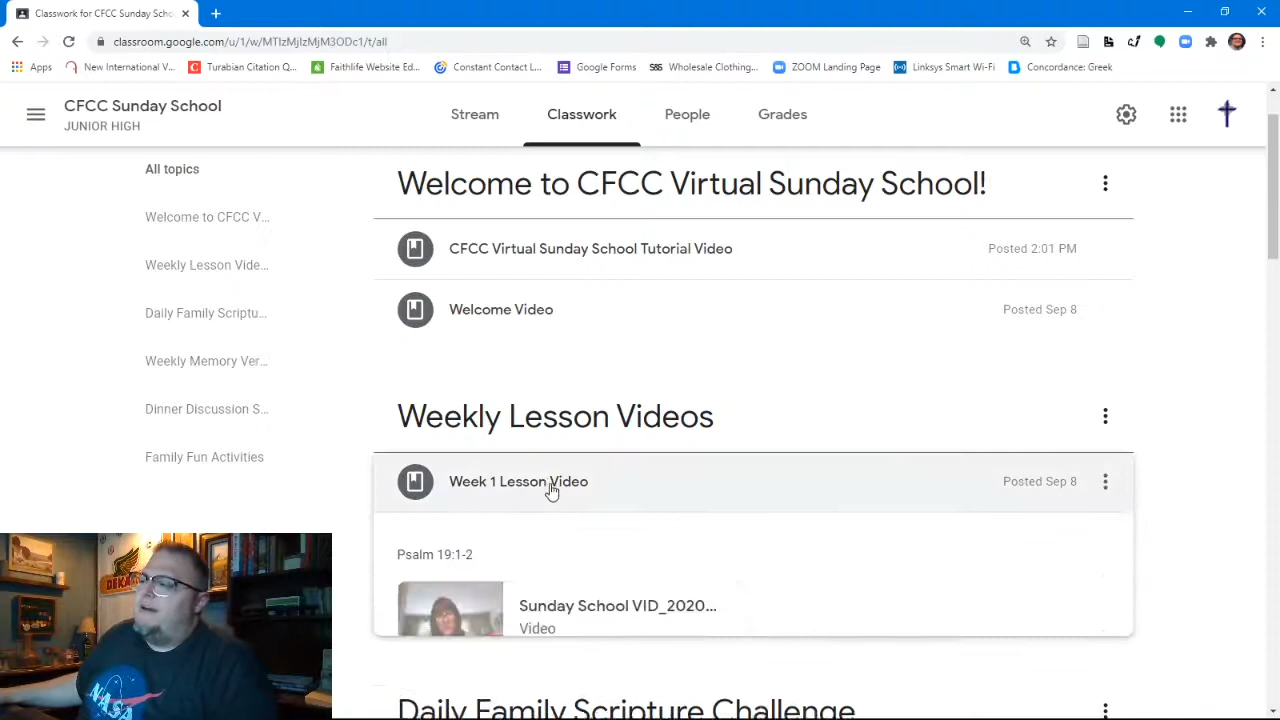 Classwork for CFCC Sunday Scho
classroom.google.com/u/1/w/MTIzMjIzMjM3ODc1/t/all
Apps New International V... Turabian Citation Q... Faithlife Website Ed... Constant Contact L... Google Forms S&S Wholesale Clothing... ZOOM Landing Page Linksys Smart Wi-Fi Concordance: Greek
CFCC Sunday School
JUNIOR HIGH
Stream Classwork People Grades
All topics
Welcome to CFCC V...
Weekly Lesson Vide...
Daily Family Scriptu...
Weekly Memory Ver...
Dinner Discussion S...
Family Fun Activities
Welcome to CFCC Virtual Sunday School!
CFCC Virtual Sunday School Tutorial Video Posted 2:01 PM
Welcome Video Posted Sep 8
Weekly Lesson Videos
Week 1 Lesson Video Posted Sep 8
Psalm 19:1-2
Sunday School VID_2020...
Video
Daily Family Scripture Challenge
DEKA
NASA